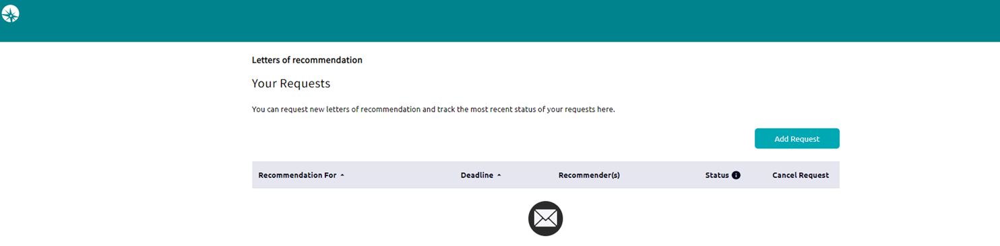 Letters of recommendation
Your Requests
You can request new letters of recommendation and track the most recent status of your requests here.
Add Request
Recommendation For Deadline Recommender(s) Status Cancel Request